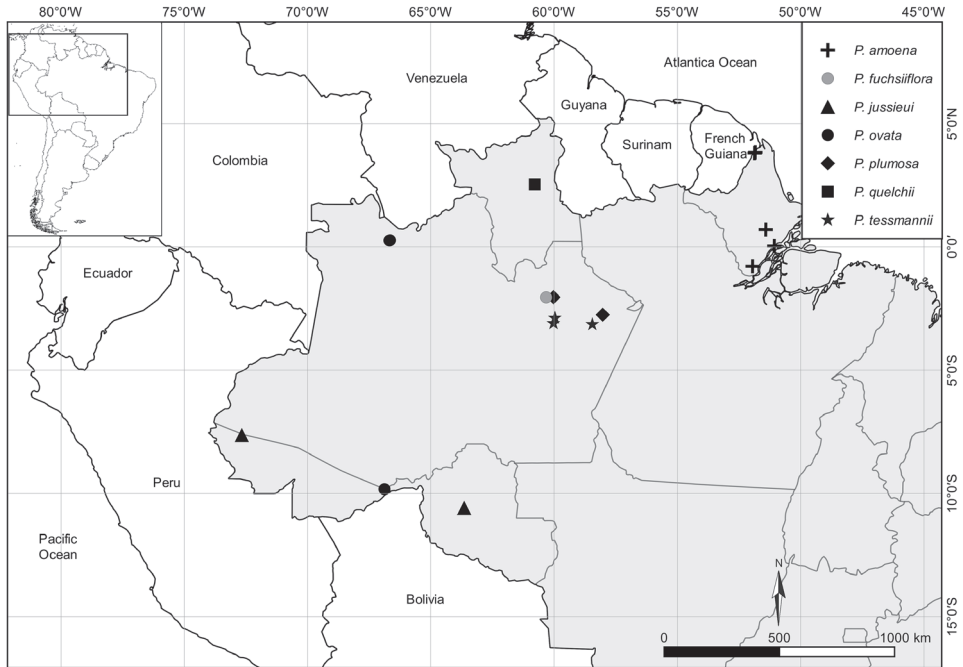 80°0'W 75°0'W 70°0'W 65°0'W 60°0'W 55°0'W 50°0'W 45°0'W
P. amoena
P. fuchsiiflora
P. jussieui
P. ovata
P. plumosa
P. quelchii
P. tessmannii
Venezuela
Atlantica Ocean
Guyana
Surinam
French
Guiana
Colombia
Ecuador
Peru
Pacific
Ocean
Bolivia
5°0'N
0°0'
5°0'S
10°0'S
15°0'S
N
0 500 1000 km